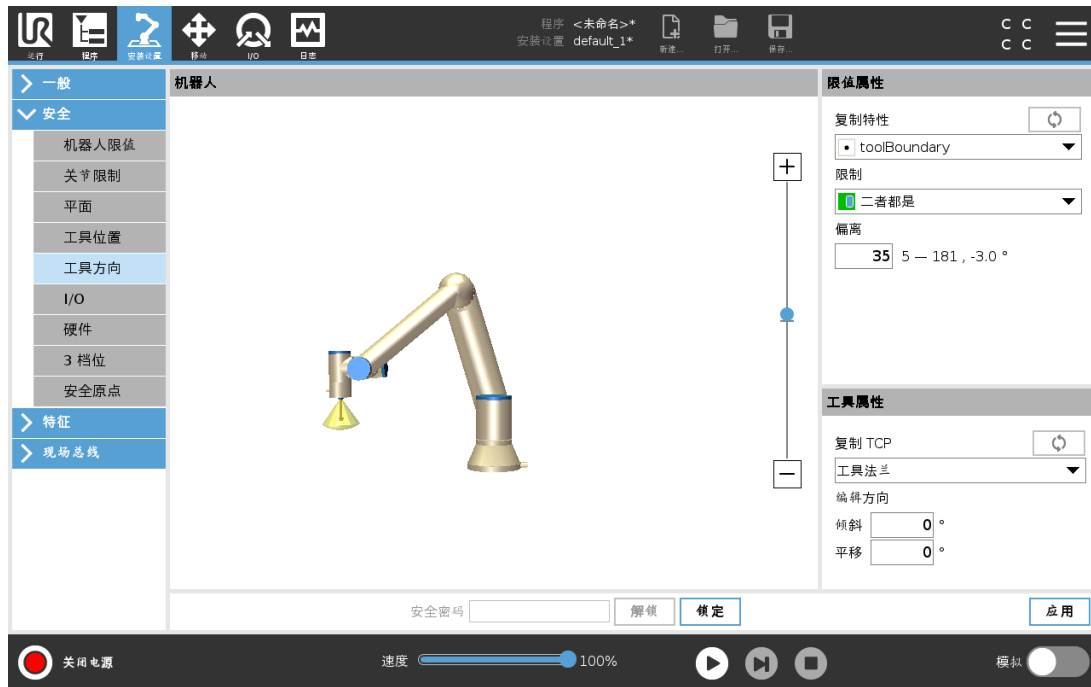 程序 <未命名>*
安装设置 default_1*
新建...
打开...
保存...
C C
C C
运行
程序
安装设置
移动
I/O
日志
一般
安全
机器人限值
关节限制
平面
工具位置
工具方向
I/O
硬件
3 档位
安全原点
特征
现场总线
机器人
限值属性
复制特性
toolBoundary
限制
二者都是
偏离
35 5 — 181 , -3.0 °
工具属性
复制 TCP
工具法兰
编辑方向
倾斜 0 °
平移 0 °
安全密码
解锁
锁定
应用
关闭电源
速度
100%
模拟